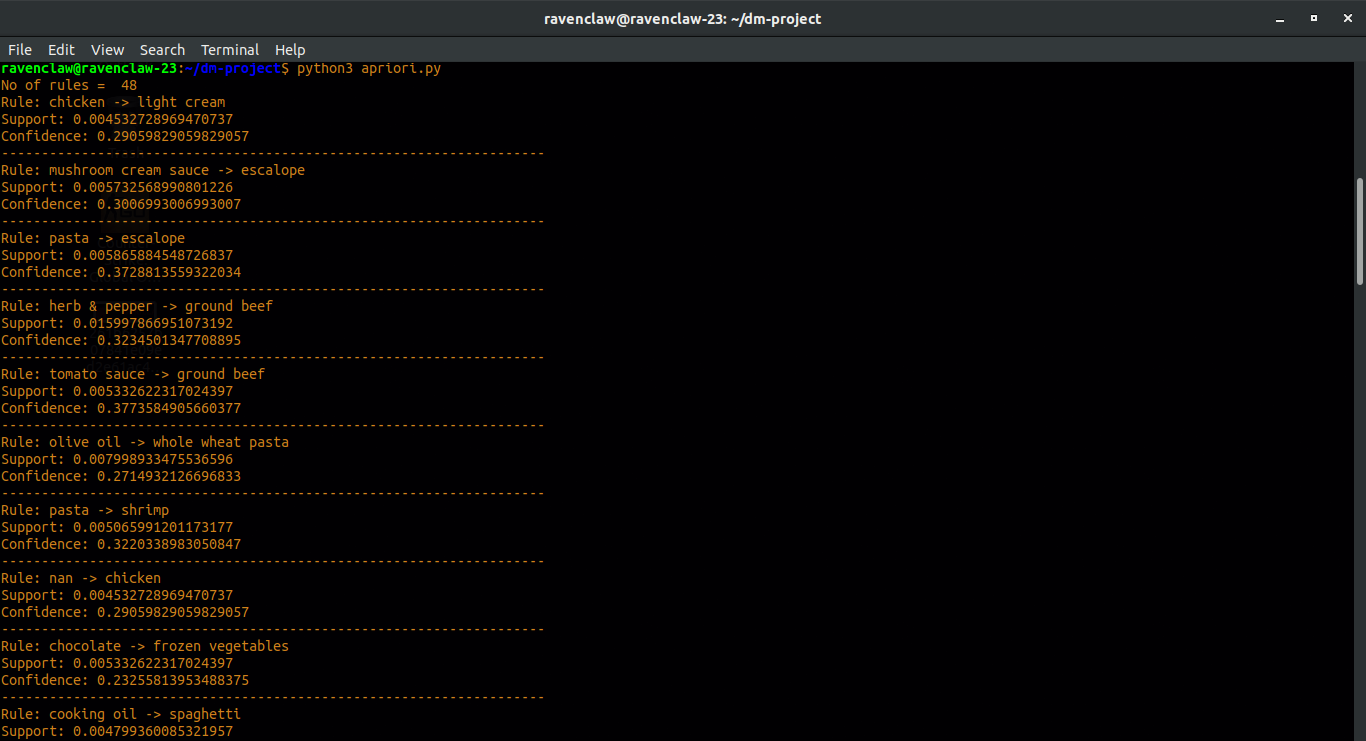 ravenclaw@ravenclaw-23: ~/dm-project
File Edit View Search Terminal Help
ravenclaw@ravenclaw-23:~/dm-project$ python3 apriori.py
No of rules =  48
Rule: chicken -> light cream
Support: 0.004532728969470737
Confidence: 0.29059829059829057
--------------------------------------------------------------------
Rule: mushroom cream sauce -> escalope
Support: 0.005732568990801226
Confidence: 0.3006993006993007
--------------------------------------------------------------------
Rule: pasta -> escalope
Support: 0.005865884548726837
Confidence: 0.3728813559322034
--------------------------------------------------------------------
Rule: herb & pepper -> ground beef
Support: 0.015997866951073192
Confidence: 0.3234501347708895
--------------------------------------------------------------------
Rule: tomato sauce -> ground beef
Support: 0.005332622317024397
Confidence: 0.3773584905660377
--------------------------------------------------------------------
Rule: olive oil -> whole wheat pasta
Support: 0.007998933475536596
Confidence: 0.2714932126696833
--------------------------------------------------------------------
Rule: pasta -> shrimp
Support: 0.005065991201173177
Confidence: 0.3220338983050847
--------------------------------------------------------------------
Rule: nan -> chicken
Support: 0.004532728969470737
Confidence: 0.29059829059829057
--------------------------------------------------------------------
Rule: chocolate -> frozen vegetables
Support: 0.005332622317024397
Confidence: 0.23255813953488375
--------------------------------------------------------------------
Rule: cooking oil -> spaghetti
Support: 0.004799360085321957